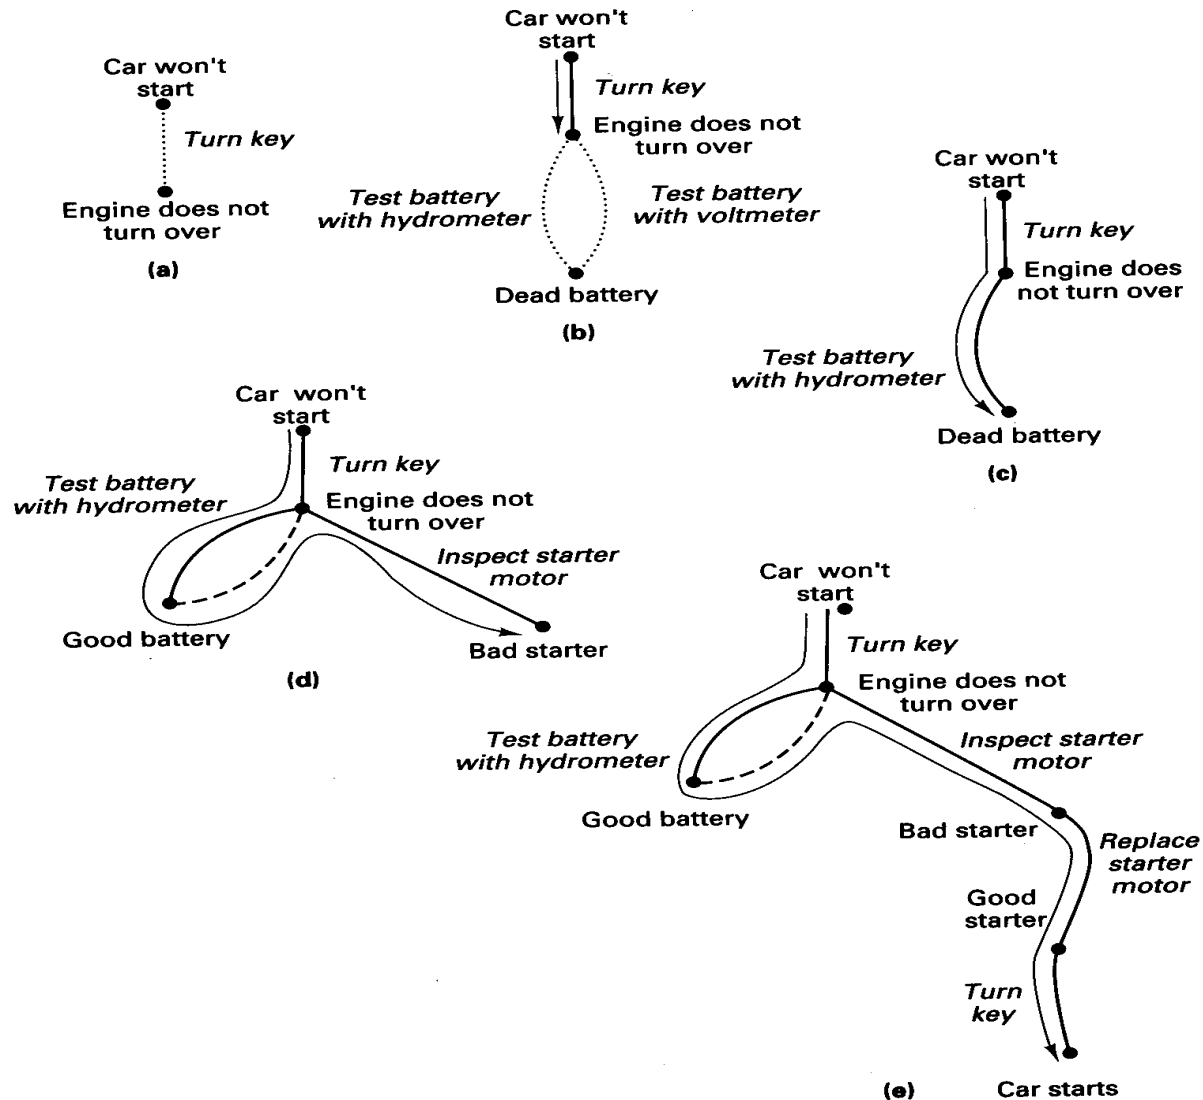 Car won't
start
Turn key
Engine does not
turn over
(a)
Car won't
start
Turn key
Engine does not
turn over
Test battery
with hydrometer
Test battery
with voltmeter
Dead battery
(b)
Car won't
start
Turn key
Engine does
not turn over
Test battery
with hydrometer
Dead battery
(c)
Car won't
start
Turn key
Test battery
with hydrometer
Engine does not
turn over
Inspect starter
motor
Good battery
Bad starter
(d)
Car won't
start
Turn key
Engine does not
turn over
Test battery
with hydrometer
Inspect starter
motor
Good battery
Bad starter
Replace
starter
motor
Good
starter
Turn
key
Car starts
(e)